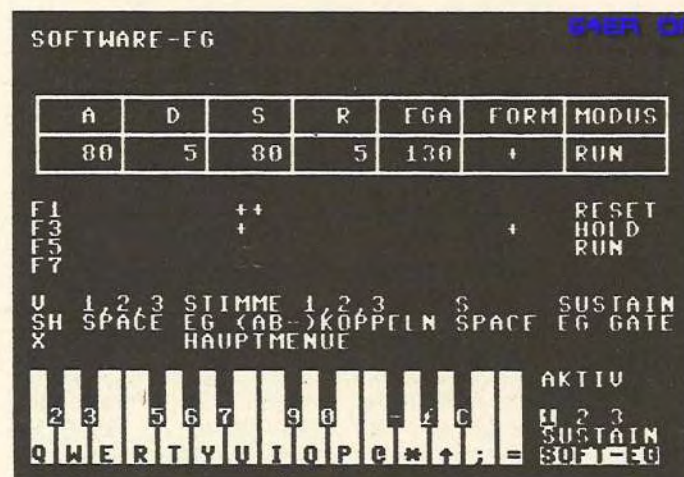 64ER ON
SOFTWARE-EG
A D S R EGA FORM MODUS
80 5 80 5 130 + RUN
F1 ++ RESET
F3 + + HOLD
F5 RUN
F7
V 1,2,3 STIMME 1,2,3 S SUSTAIN
SH SPACE EG (AB-)KOPPELN SPACE EG GATE
X HAUPTMENUE
AKTIV
2 3 5 6 7 9 0 - £ C
1 2 3
SUSTAIN
Q W E R T Y U I O P @ * ↑ ; = SOFT-EG